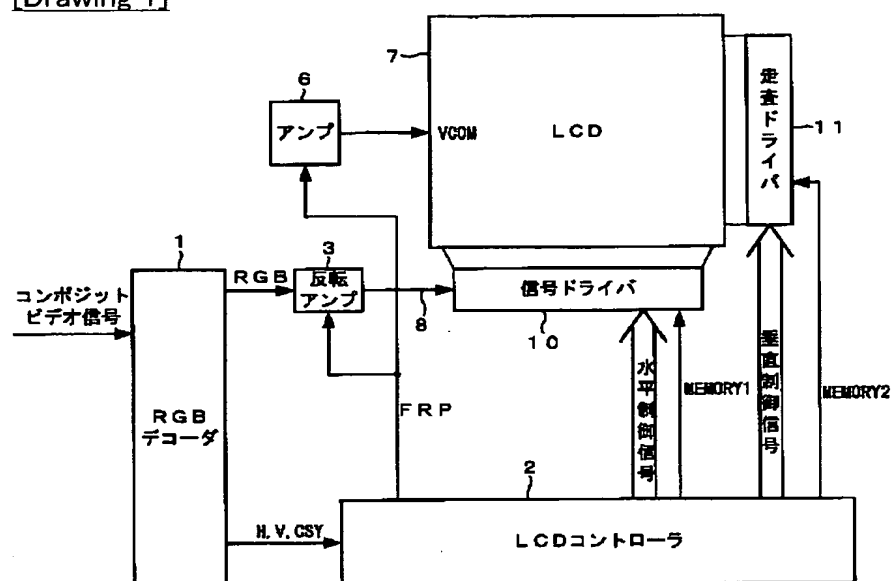 [Drawing 1]
7
6
アンプ
VCOM
LCD
走査ドライバ
11
1
RGB
3
反転
アンプ
8
信号ドライバ
10
コンポジット
ビデオ信号
RGB
デコーダ
FRP
水平制御信号
MEMORY1
垂直制御信号
MEMORY2
2
H.V.CSY
LCDコントローラ